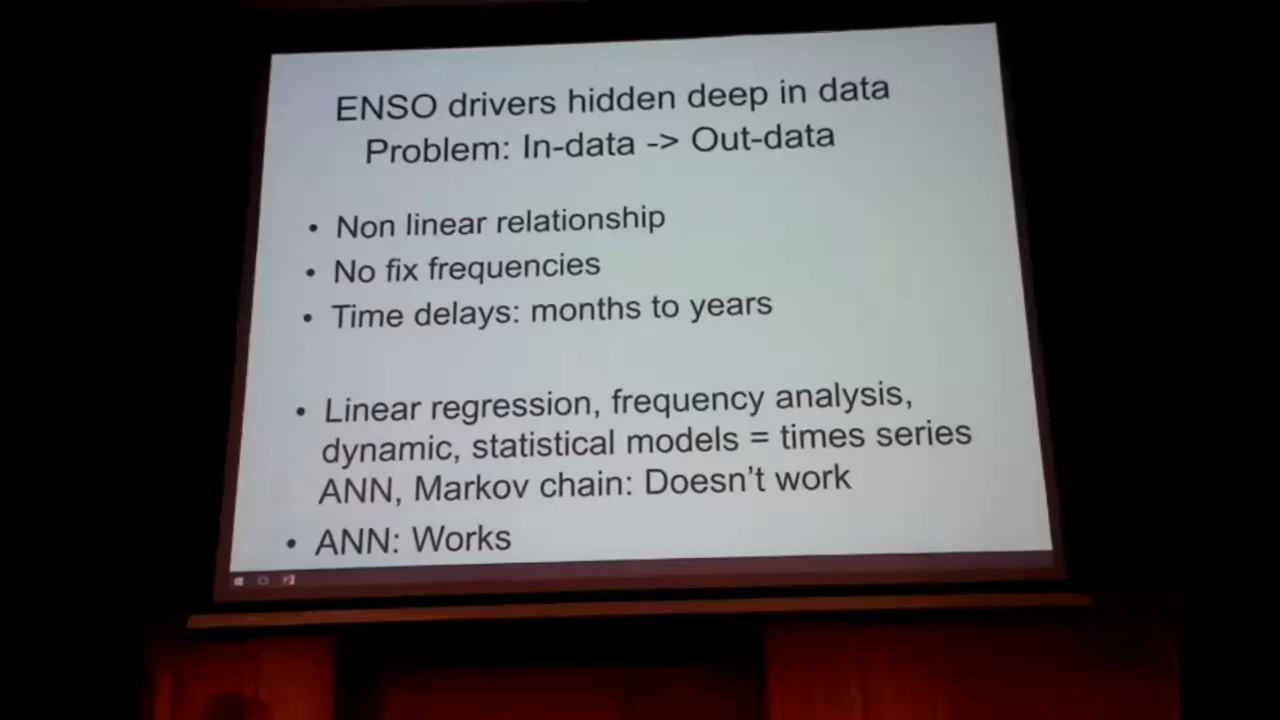 ENSO drivers hidden deep in data
Problem: In-data -> Out-data
• Non linear relationship
• No fix frequencies
• Time delays: months to years
• Linear regression, frequency analysis,
dynamic, statistical models = times series
ANN, Markov chain: Doesn't work
• ANN: Works